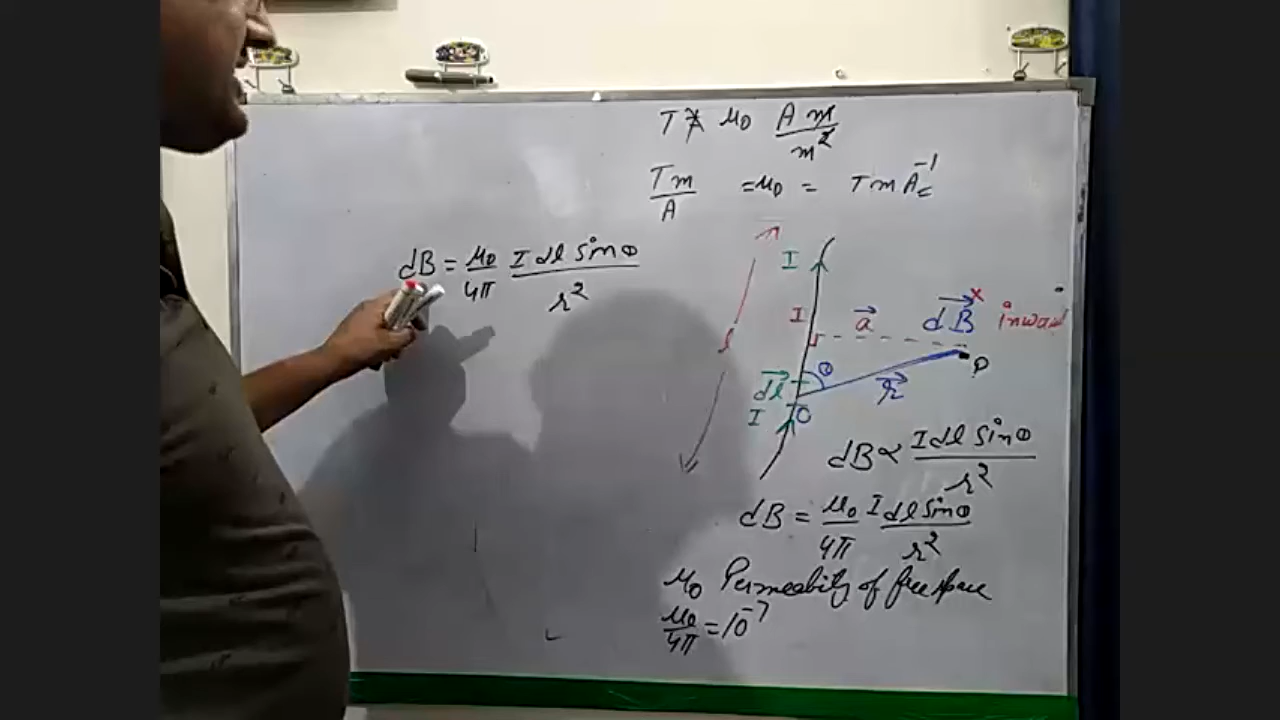 T A̸ μ₀ A m̸ / m²̸
Tm / A = μ₀ = T m A⁻¹
dB = μ₀/4π I dl sinθ / r²
I
I a⃗ dB⃗ × inward
l
θ P
dl⃗ r⃗
I O
dB ∝ I dl sinθ / r²
dB = μ₀/4π I dl sinθ / r²
μ₀ Permeability of free space
μ₀/4π = 10⁻⁷